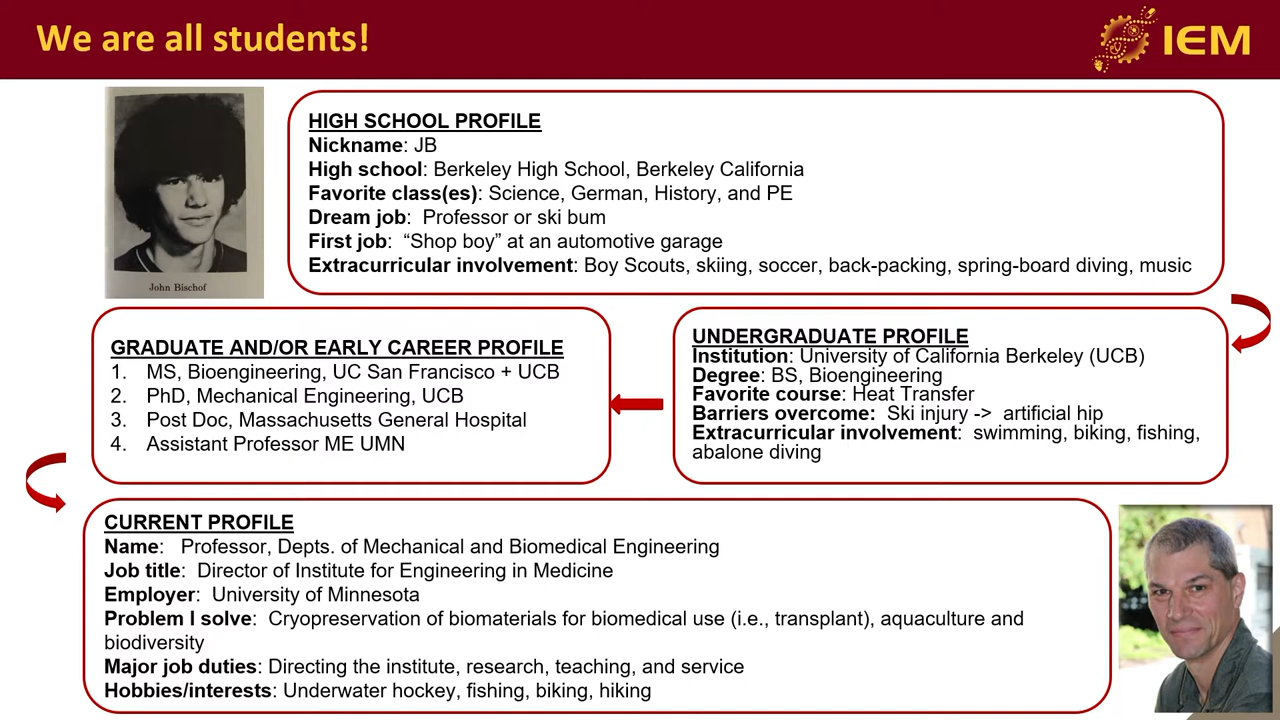 We are all students!
IEM
John Bischof
HIGH SCHOOL PROFILE
Nickname: JB
High school: Berkeley High School, Berkeley California
Favorite class(es): Science, German, History, and PE
Dream job: Professor or ski bum
First job: “Shop boy” at an automotive garage
Extracurricular involvement: Boy Scouts, skiing, soccer, back-packing, spring-board diving, music
UNDERGRADUATE PROFILE
Institution: University of California Berkeley (UCB)
Degree: BS, Bioengineering
Favorite course: Heat Transfer
Barriers overcome: Ski injury -> artificial hip
Extracurricular involvement: swimming, biking, fishing,
abalone diving
GRADUATE AND/OR EARLY CAREER PROFILE
1. MS, Bioengineering, UC San Francisco + UCB
2. PhD, Mechanical Engineering, UCB
3. Post Doc, Massachusetts General Hospital
4. Assistant Professor ME UMN
CURRENT PROFILE
Name: Professor, Depts. of Mechanical and Biomedical Engineering
Job title: Director of Institute for Engineering in Medicine
Employer: University of Minnesota
Problem I solve: Cryopreservation of biomaterials for biomedical use (i.e., transplant), aquaculture and
biodiversity
Major job duties: Directing the institute, research, teaching, and service
Hobbies/interests: Underwater hockey, fishing, biking, hiking